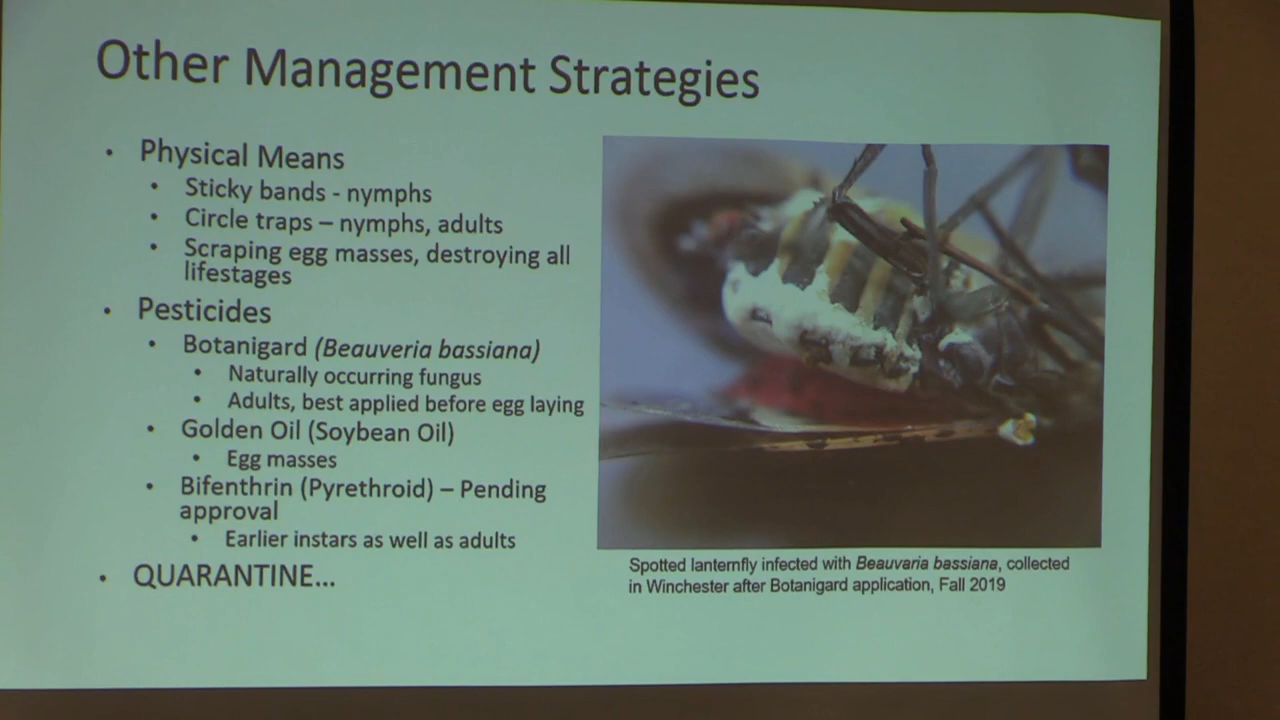 Other Management Strategies
• Physical Means
• Sticky bands - nymphs
• Circle traps – nymphs, adults
• Scraping egg masses, destroying all
lifestages
• Pesticides
• Botanigard (Beauveria bassiana)
• Naturally occurring fungus
• Adults, best applied before egg laying
• Golden Oil (Soybean Oil)
• Egg masses
• Bifenthrin (Pyrethroid) – Pending
approval
• Earlier instars as well as adults
• QUARANTINE...
Spotted lanternfly infected with Beauvaria bassiana, collected
in Winchester after Botanigard application, Fall 2019